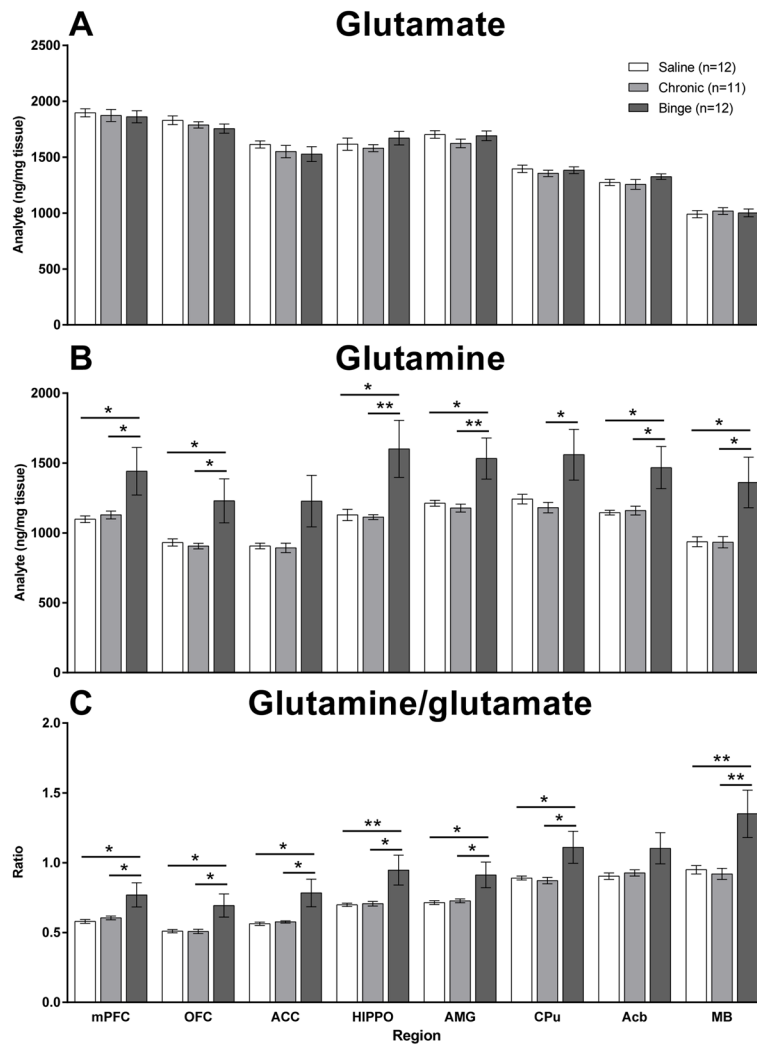 A Glutamate
2500
2000
1500
1000
500
0
Analyte (ng/mg tissue)
Saline (n=12)
Chronic (n=11)
Binge (n=12)
B Glutamine
2000
1500
1000
500
0
Analyte (ng/mg tissue)
* * * * * ** * ** * * * * *
C Glutamine/glutamate
2.0
1.5
1.0
0.5
0.0
Ratio
* * * * * * ** * * * * * ** **
mPFC OFC ACC HIPPO AMG CPu Acb MB
Region